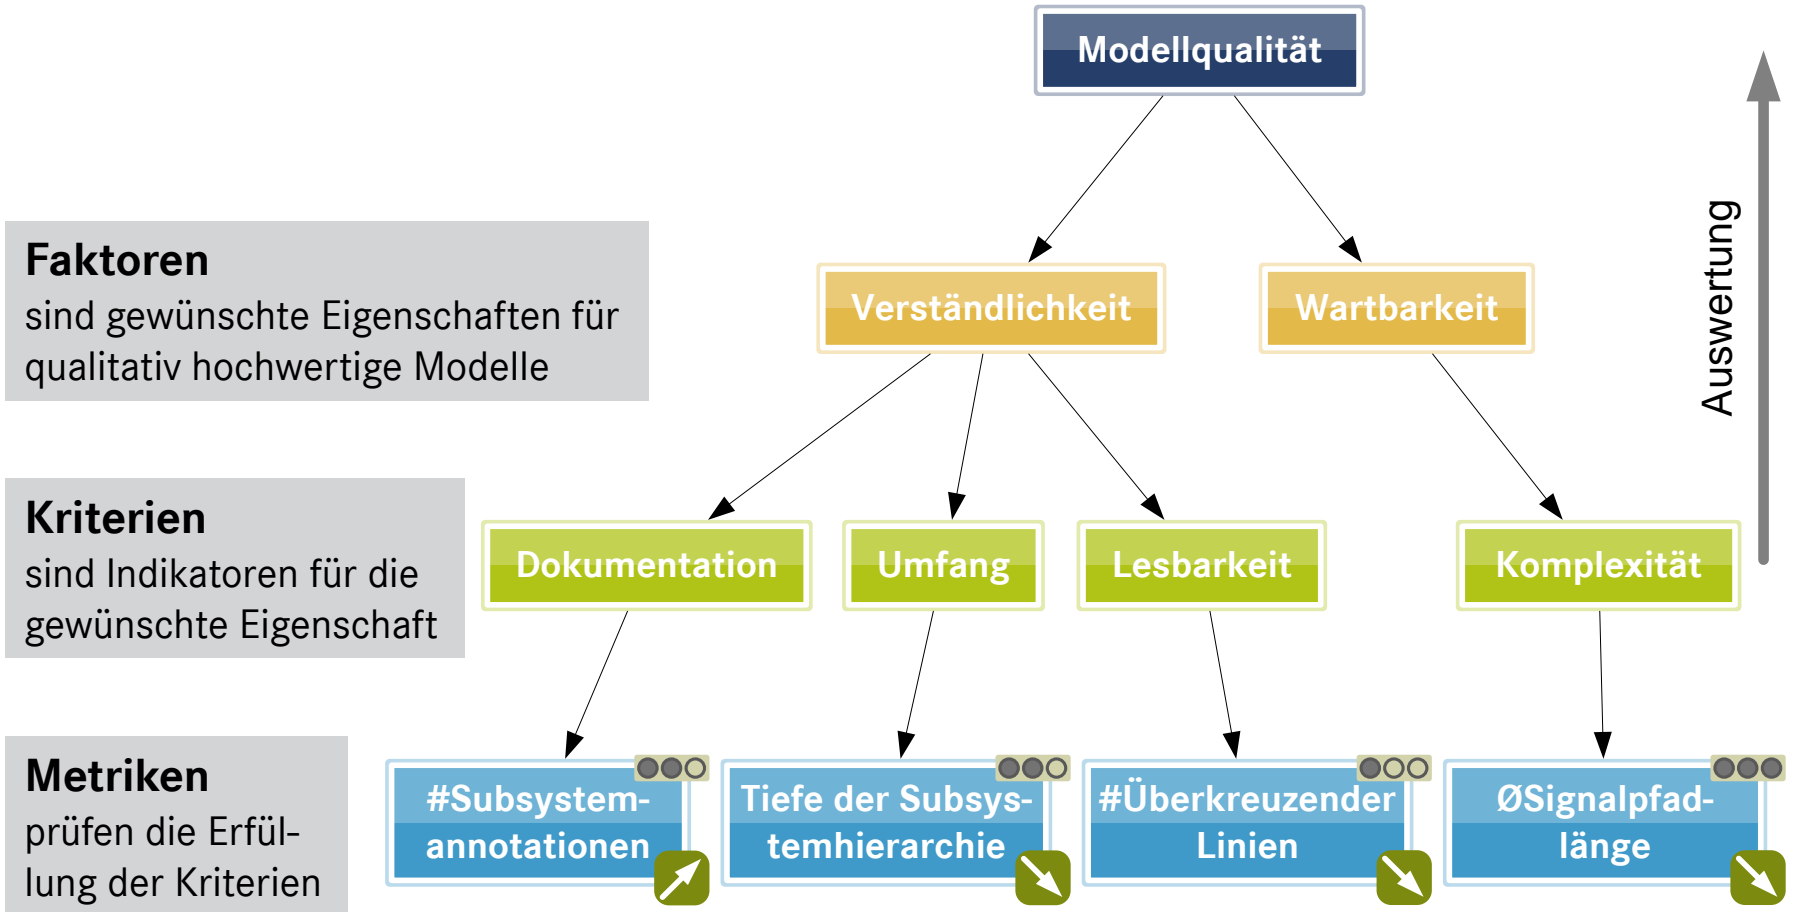 Modellqualität
Auswertung
Faktoren
sind gewünschte Eigenschaften für
qualitativ hochwertige Modelle
Verständlichkeit
Wartbarkeit
Kriterien
sind Indikatoren für die
gewünschte Eigenschaft
Dokumentation
Umfang
Lesbarkeit
Komplexität
Metriken
prüfen die Erfül-
lung der Kriterien
#Subsystem-
annotationen
Tiefe der Subsys-
temhierarchie
#Überkreuzender
Linien
ØSignalpfad-
länge